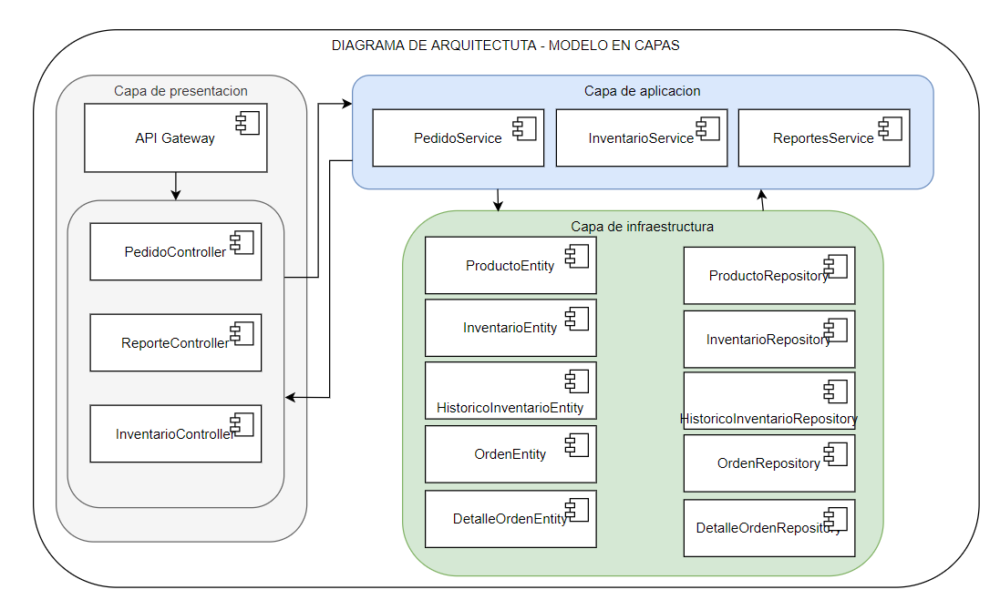 DIAGRAMA DE ARQUITECTUTA - MODELO EN CAPAS
Capa de presentacion
API Gateway
PedidoController
ReporteController
InventarioController
Capa de aplicacion
PedidoService
InventarioService
ReportesService
Capa de infraestructura
ProductoEntity
InventarioEntity
HistoricoInventarioEntity
OrdenEntity
DetalleOrdenEntity
ProductoRepository
InventarioRepository
HistoricoInventarioRepository
OrdenRepository
DetalleOrdenRepository